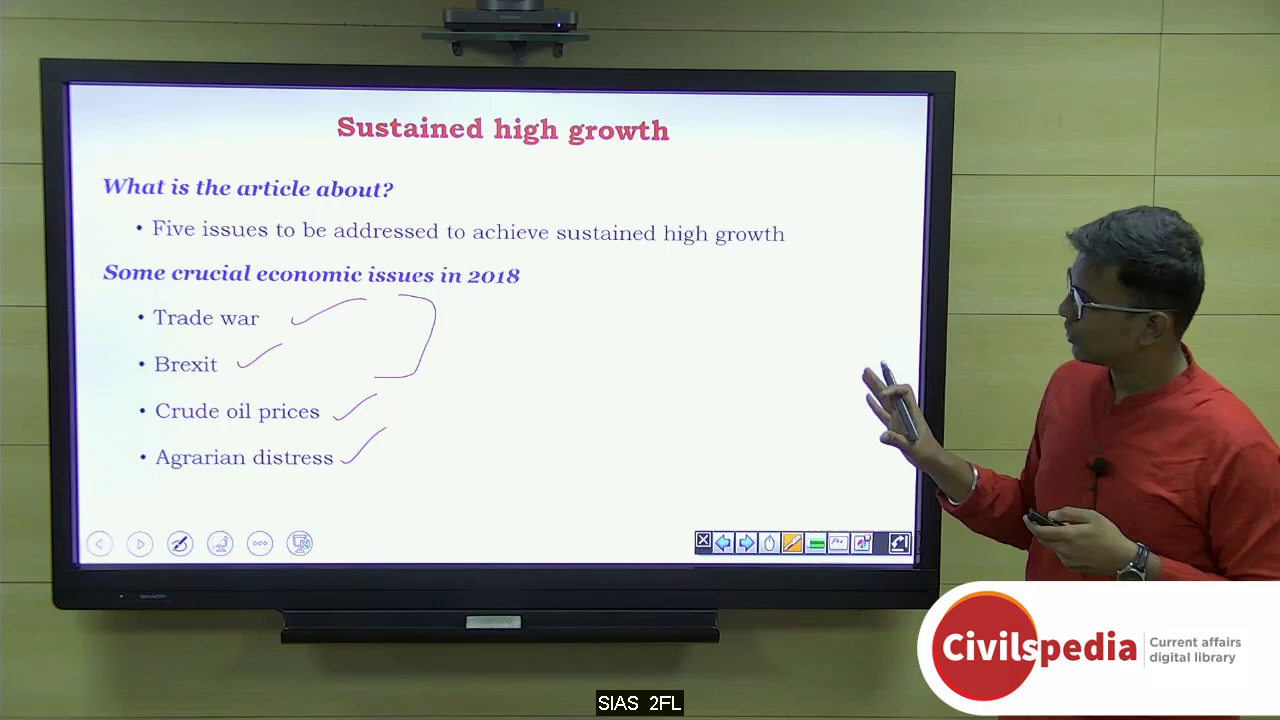 Sustained high growth
What is the article about?
• Five issues to be addressed to achieve sustained high growth
Some crucial economic issues in 2018
• Trade war
• Brexit
• Crude oil prices
• Agrarian distress
SHARP
Civilspedia
Current affairs
digital library
SIAS 2FL